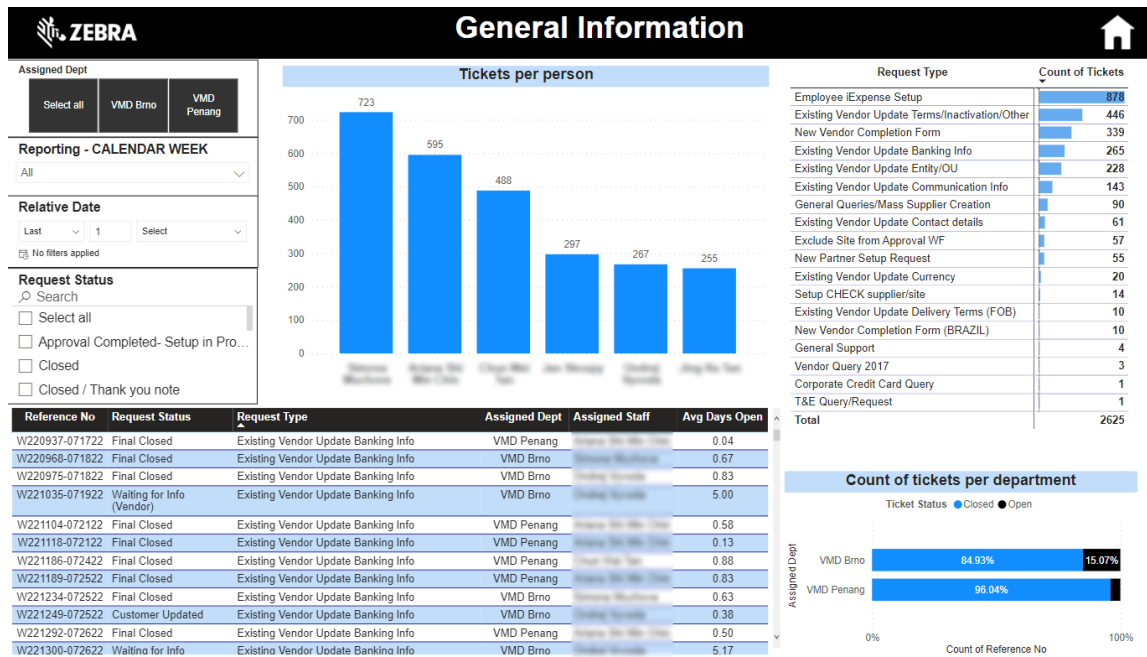 ZEBRA
General Information
Assigned Dept
Select all
VMD Brno
VMD
Penang
Reporting - CALENDAR WEEK
All
Relative Date
Last
1
Select
No filters applied
Request Status
Search
Select all
Approval Completed- Setup in Pro...
Closed
Closed / Thank you note
Tickets per person
723
595
488
297
267
255
700
600
500
400
300
200
100
0
Request Type Count of Tickets
Employee iExpense Setup 878
Existing Vendor Update Terms/Inactivation/Other 446
New Vendor Completion Form 339
Existing Vendor Update Banking Info 265
Existing Vendor Update Entity/OU 228
Existing Vendor Update Communication Info 143
General Queries/Mass Supplier Creation 90
Existing Vendor Update Contact details 61
Exclude Site from Approval WF 57
New Partner Setup Request 55
Existing Vendor Update Currency 20
Setup CHECK supplier/site 14
Existing Vendor Update Delivery Terms (FOB) 10
New Vendor Completion Form (BRAZIL) 10
General Support 4
Vendor Query 2017 3
Corporate Credit Card Query 1
T&E Query/Request 1
Total 2625
Reference No Request Status Request Type Assigned Dept Assigned Staff Avg Days Open
W220937-071722 Final Closed Existing Vendor Update Banking Info VMD Penang 0.04
W220968-071822 Final Closed Existing Vendor Update Banking Info VMD Brno 0.67
W220975-071822 Final Closed Existing Vendor Update Banking Info VMD Brno 0.83
W221035-071922 Waiting for Info Existing Vendor Update Banking Info VMD Brno 5.00
(Vendor)
W221104-072122 Final Closed Existing Vendor Update Banking Info VMD Penang 0.58
W221118-072122 Final Closed Existing Vendor Update Banking Info VMD Penang 0.13
W221186-072422 Final Closed Existing Vendor Update Banking Info VMD Penang 0.88
W221189-072522 Final Closed Existing Vendor Update Banking Info VMD Penang 0.83
W221234-072522 Final Closed Existing Vendor Update Banking Info VMD Brno 0.63
W221249-072522 Customer Updated Existing Vendor Update Banking Info VMD Brno 0.38
W221292-072622 Final Closed Existing Vendor Update Banking Info VMD Penang 0.50
W221300-072622 Waiting for Info Existing Vendor Update Banking Info VMD Brno 5.17
Count of tickets per department
Ticket Status Closed Open
Assigned Dept
VMD Brno 84.93% 15.07%
VMD Penang 96.04%
0% 100%
Count of Reference No